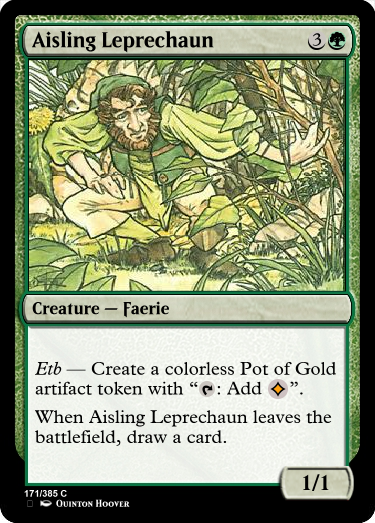 Aisling Leprechaun 3
Creature — Faerie
Etb — Create a colorless Pot of Gold
artifact token with “: Add ”.
When Aisling Leprechaun leaves the
battlefield, draw a card.
1/1
171/385 C
Quinton Hoover